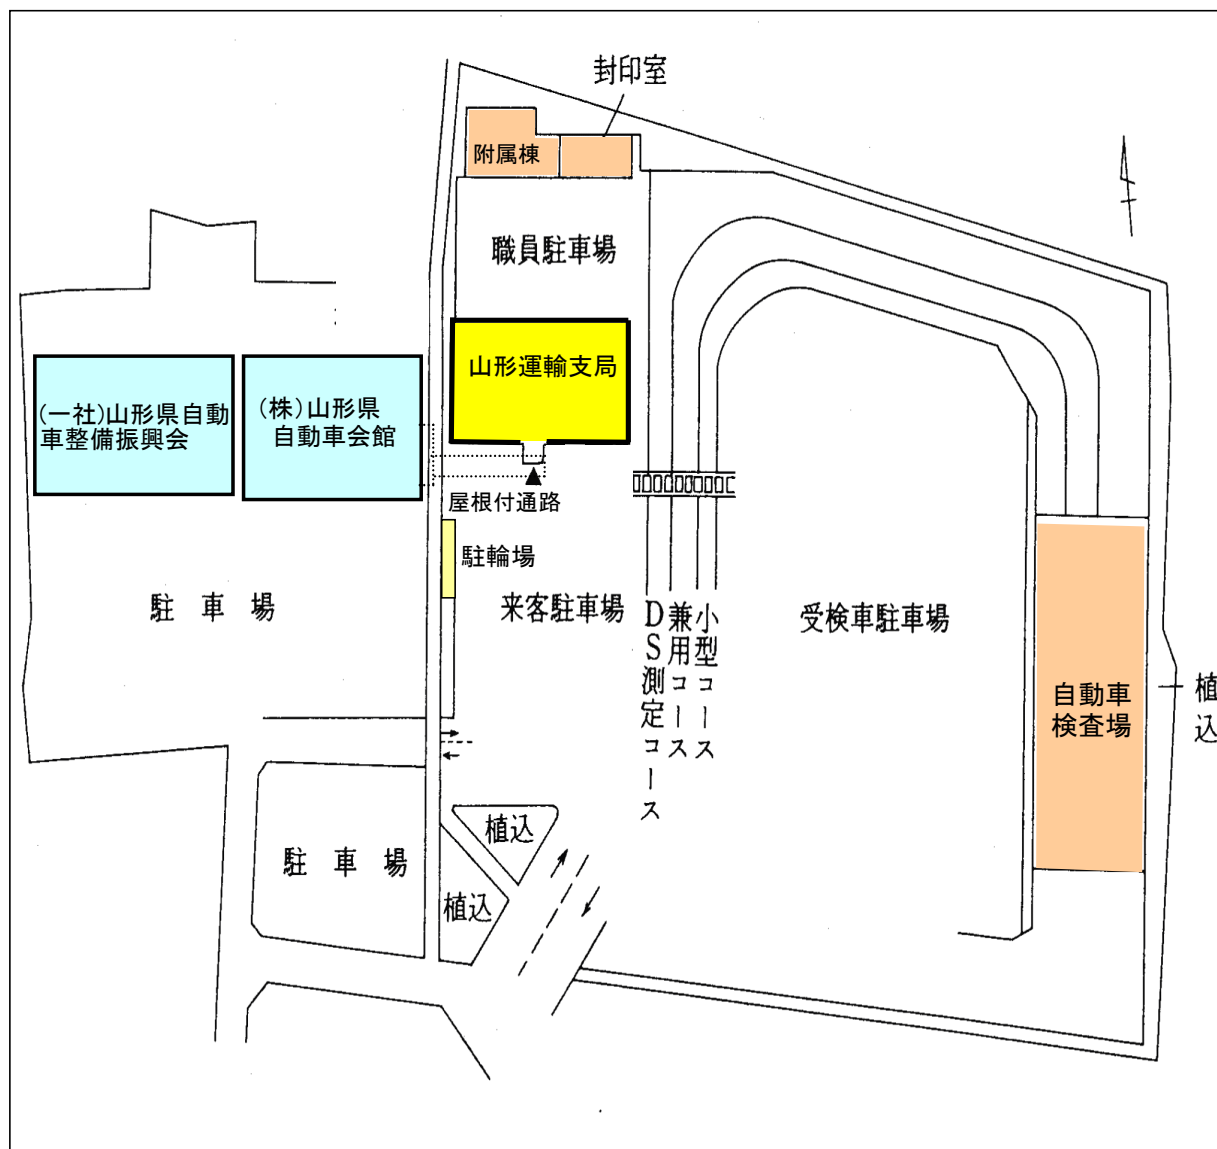 封印室
附属棟
職員駐車場
山形運輸支局
(一社)山形県自動
車整備振興会
(株)山形県
自動車会館
屋根付通路
駐輪場
駐車場
来客駐車場
DS測定コース
兼用コース
小型コース
受検車駐車場
自動車
検査場
植込
植込
植込
駐車場